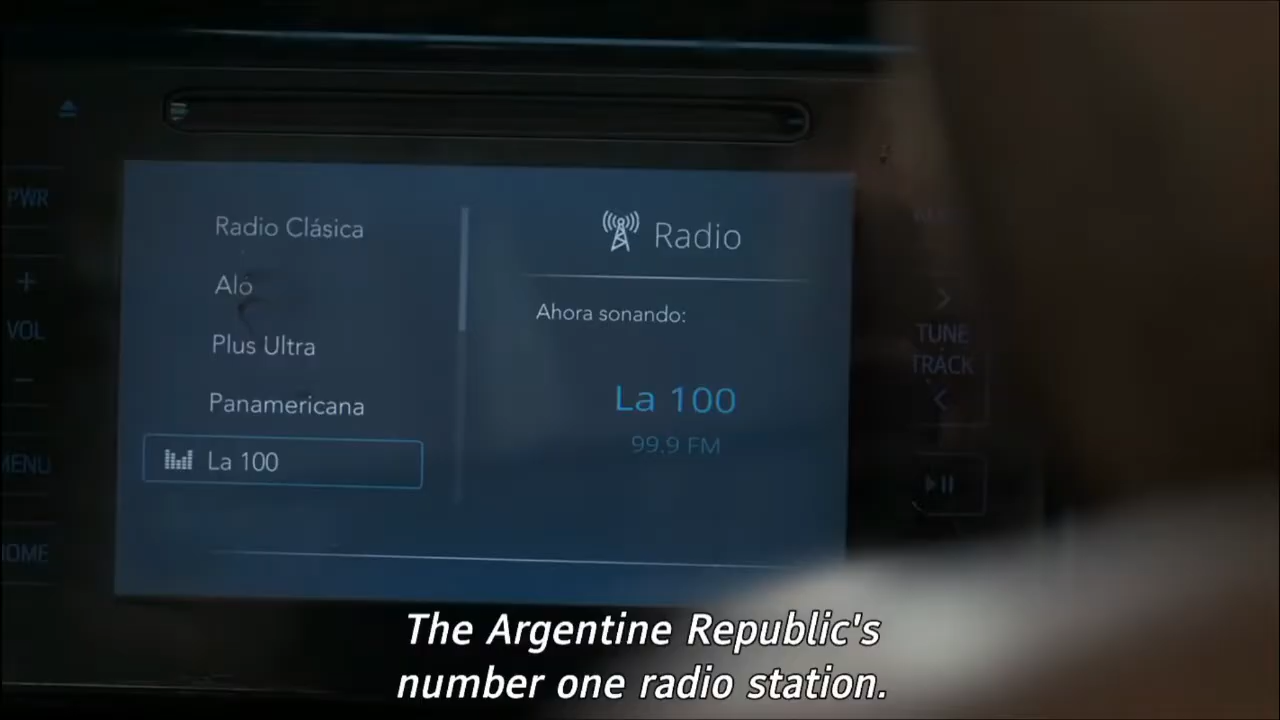 PWR
+
VOL
−
MENU
HOME
Radio Clásica
Aló
Plus Ultra
Panamericana
La 100
Radio
Ahora sonando:
La 100
99.9 FM
TUNE
TRACK
The Argentine Republic's
number one radio station.